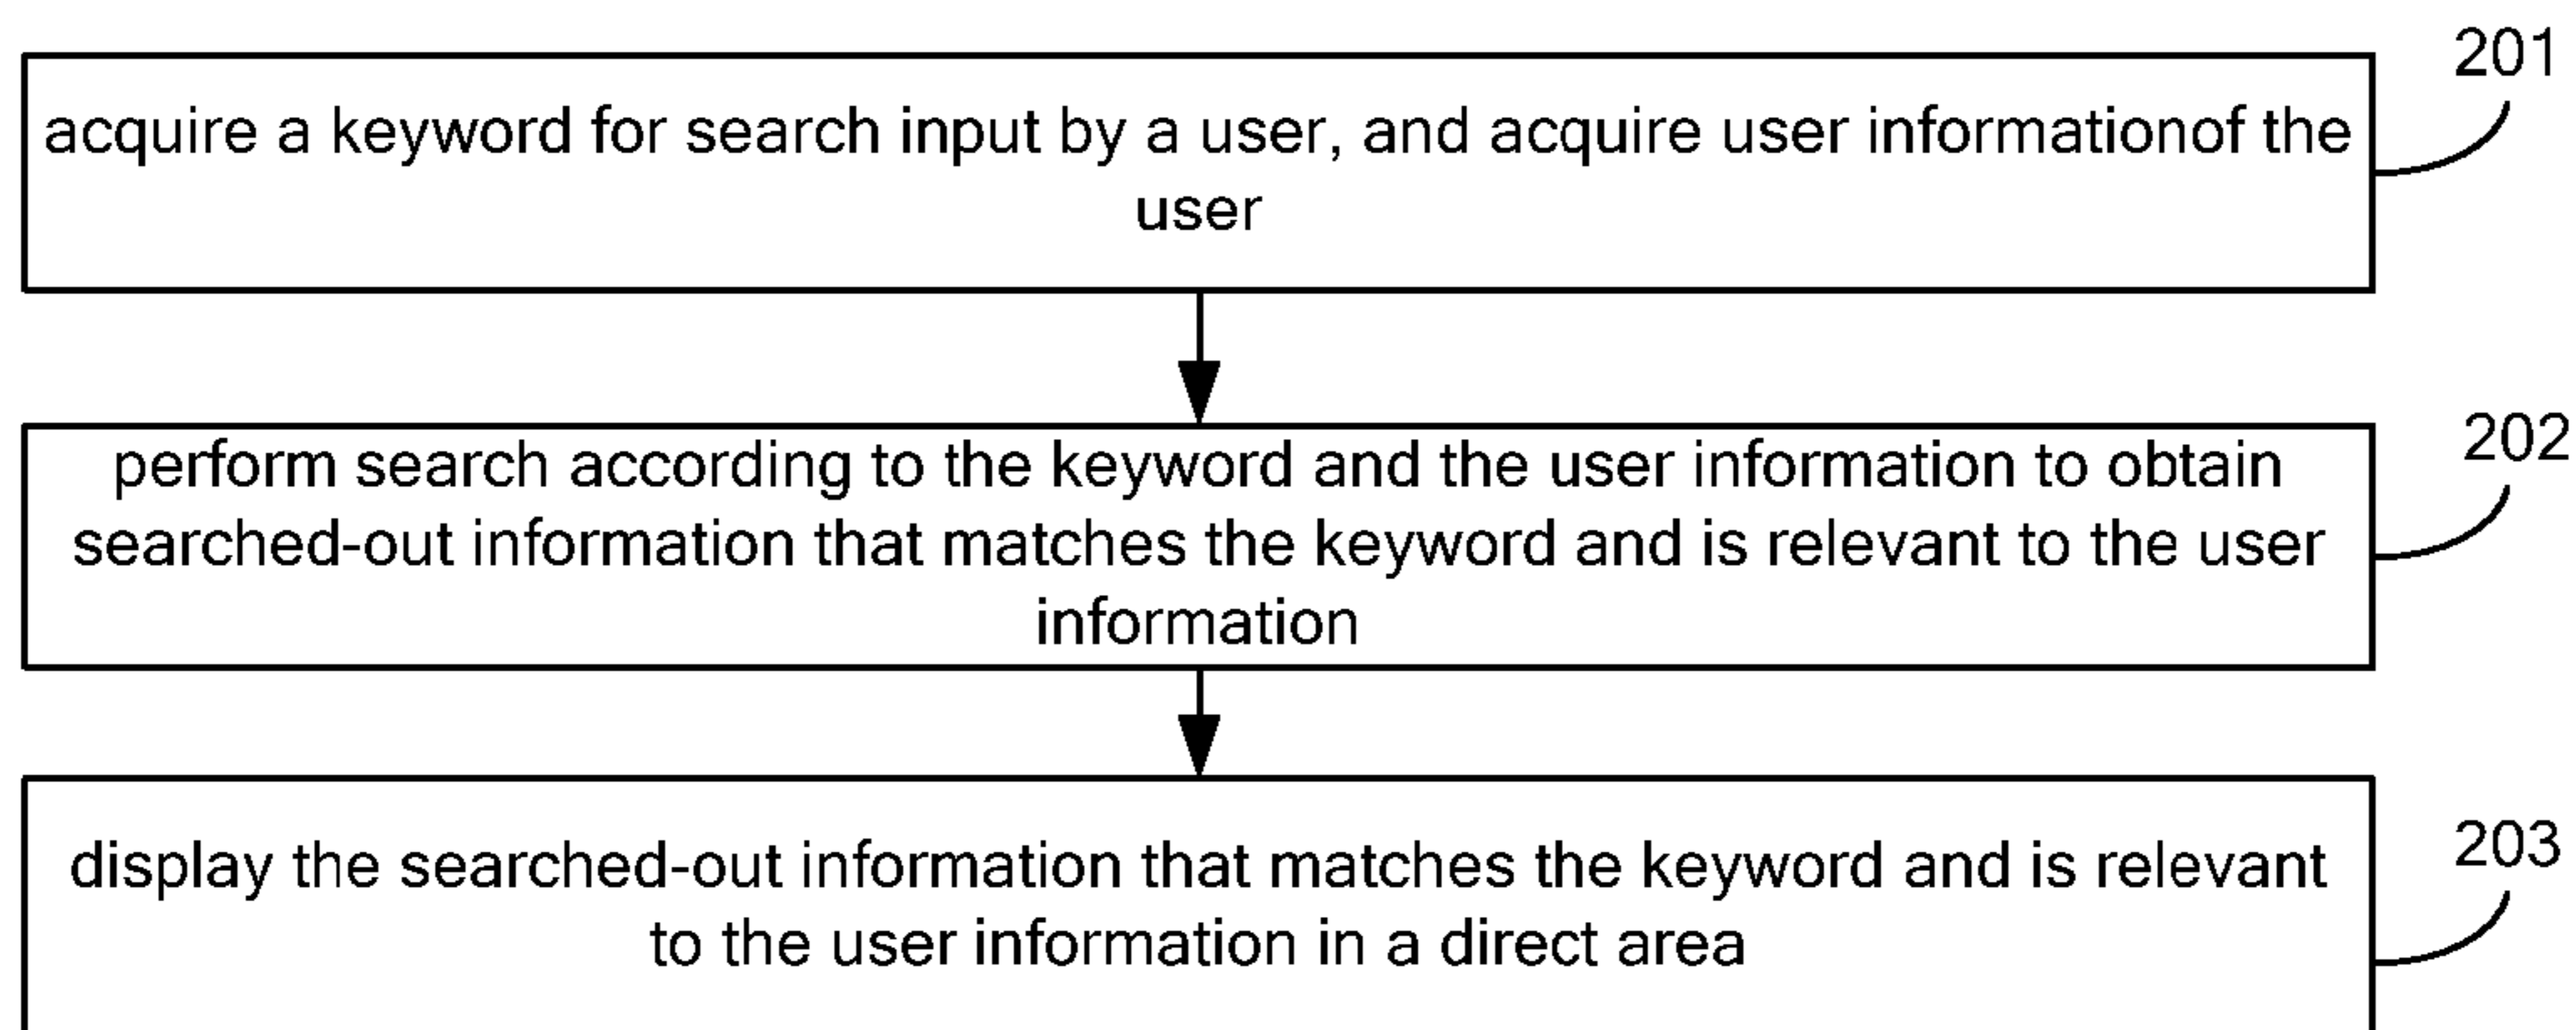 201
acquire a keyword for search input by a user, and acquire user informationof the
user
202
perform search according to the keyword and the user information to obtain
searched-out information that matches the keyword and is relevant to the user
information
203
display the searched-out information that matches the keyword and is relevant
to the user information in a direct area